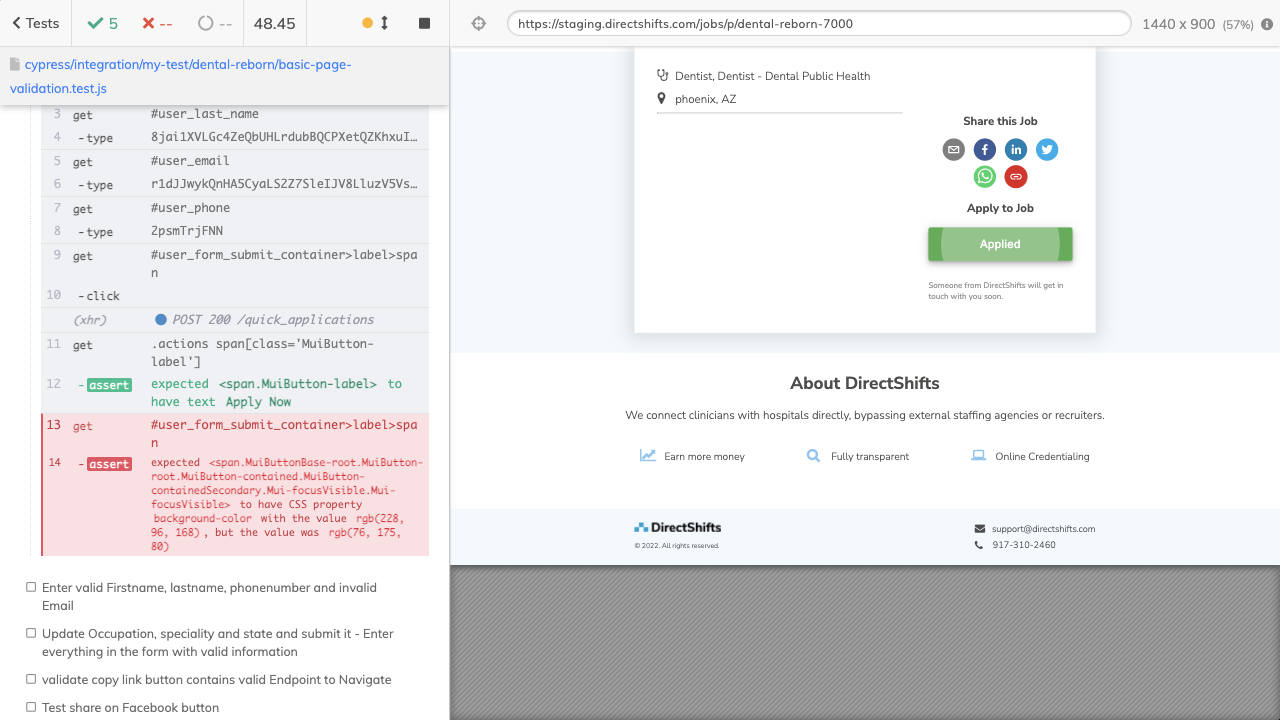 Tests
5
--
--
48.45
https://staging.directshifts.com/jobs/p/dental-reborn-7000
1440 x 900 (57%)
cypress/integration/my-test/dental-reborn/basic-page-
validation.test.js
3 get #user_last_name
4 -type 8jai1XVLGc4ZeQbUHLrdubBQCPXetQZKhxuI…
5 get #user_email
6 -type r1dJJwykQnHA5CyaLS2Z7SleIJV8LluzV5Vs…
7 get #user_phone
8 -type 2psmTrjFNN
9 get #user_form_submit_container>label>spa
n
10 -click
(xhr) POST 200 /quick_applications
11 get .actions span[class='MuiButton-
label']
12 -assert expected <span.MuiButton-label> to
have text Apply Now
13 get #user_form_submit_container>label>spa
n
14 -assert expected <span.MuiButtonBase-root.MuiButton-
root.MuiButton-contained.MuiButton-
containedSecondary.Mui-focusVisible.Mui-
focusVisible> to have CSS property
background-color with the value rgb(228,
96, 168), but the value was rgb(76, 175,
80)
Enter valid Firstname, lastname, phonenumber and invalid
Email
Update Occupation, speciality and state and submit it - Enter
everything in the form with valid information
validate copy link button contains valid Endpoint to Navigate
Test share on Facebook button
Dentist, Dentist - Dental Public Health
phoenix, AZ
Share this Job
Apply to Job
Applied
Someone from DirectShifts will get in
touch with you soon.
About DirectShifts
We connect clinicians with hospitals directly, bypassing external staffing agencies or recruiters.
Earn more money
Fully transparent
Online Credentialing
DirectShifts
© 2022. All rights reserved.
support@directshifts.com
917-310-2460